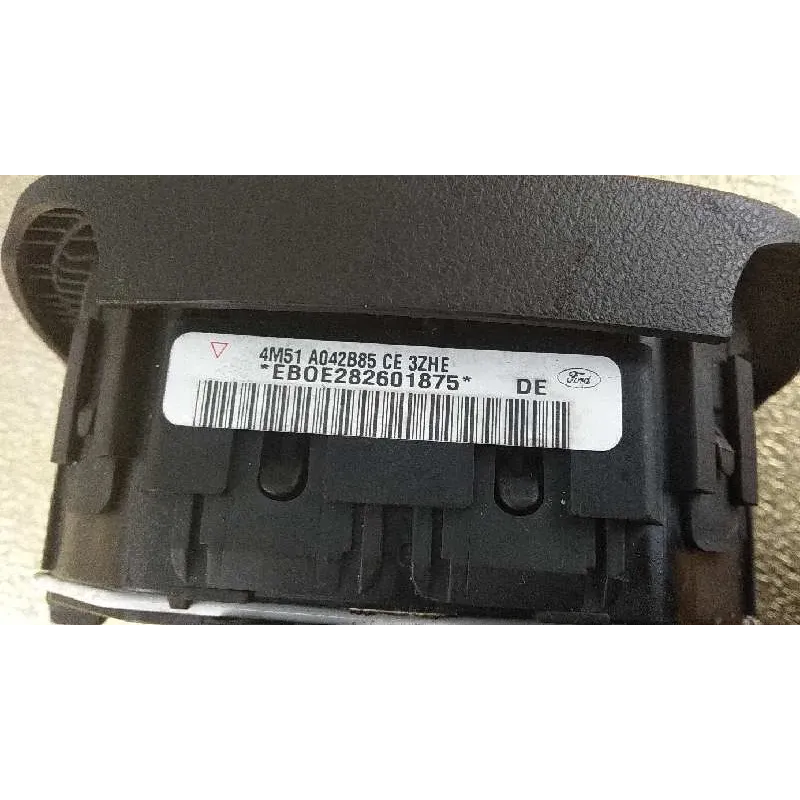 4M51 A042B85 CE 3ZHE
*EB0E282601875* DE Ford